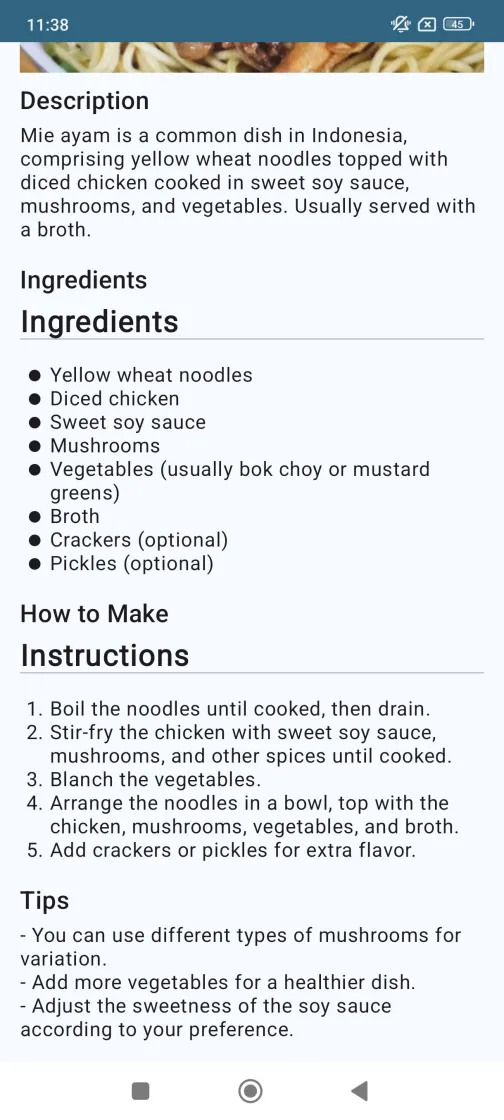 11:38
45
Description
Mie ayam is a common dish in Indonesia,
comprising yellow wheat noodles topped with
diced chicken cooked in sweet soy sauce,
mushrooms, and vegetables. Usually served with
a broth.
Ingredients
Ingredients
● Yellow wheat noodles
● Diced chicken
● Sweet soy sauce
● Mushrooms
● Vegetables (usually bok choy or mustard
greens)
● Broth
● Crackers (optional)
● Pickles (optional)
How to Make
Instructions
1. Boil the noodles until cooked, then drain.
2. Stir-fry the chicken with sweet soy sauce,
mushrooms, and other spices until cooked.
3. Blanch the vegetables.
4. Arrange the noodles in a bowl, top with the
chicken, mushrooms, vegetables, and broth.
5. Add crackers or pickles for extra flavor.
Tips
- You can use different types of mushrooms for
variation.
- Add more vegetables for a healthier dish.
- Adjust the sweetness of the soy sauce
according to your preference.